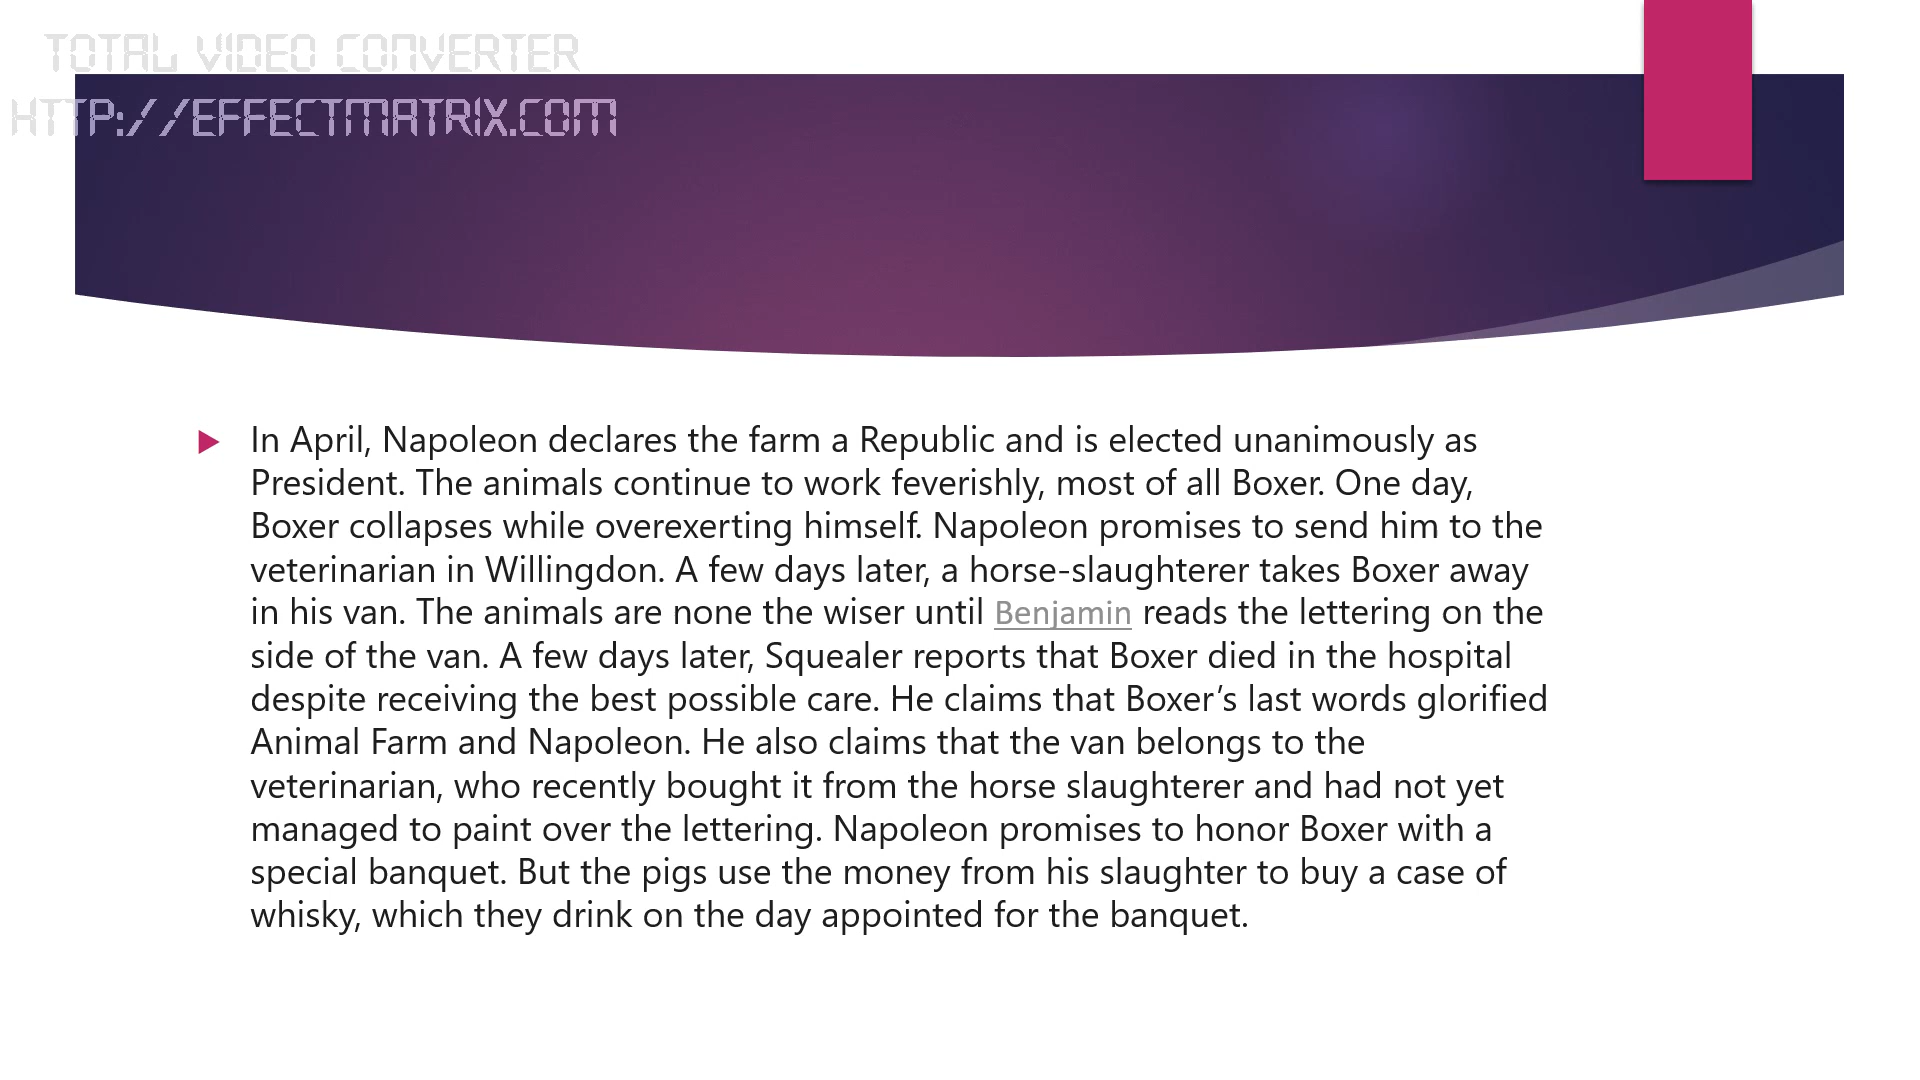 TOTAL VIDEO CONVERTER
HTTP://EFFECTMATRIX.COM
In April, Napoleon declares the farm a Republic and is elected unanimously as
President. The animals continue to work feverishly, most of all Boxer. One day,
Boxer collapses while overexerting himself. Napoleon promises to send him to the
veterinarian in Willingdon. A few days later, a horse-slaughterer takes Boxer away
in his van. The animals are none the wiser until Benjamin reads the lettering on the
side of the van. A few days later, Squealer reports that Boxer died in the hospital
despite receiving the best possible care. He claims that Boxer’s last words glorified
Animal Farm and Napoleon. He also claims that the van belongs to the
veterinarian, who recently bought it from the horse slaughterer and had not yet
managed to paint over the lettering. Napoleon promises to honor Boxer with a
special banquet. But the pigs use the money from his slaughter to buy a case of
whisky, which they drink on the day appointed for the banquet.